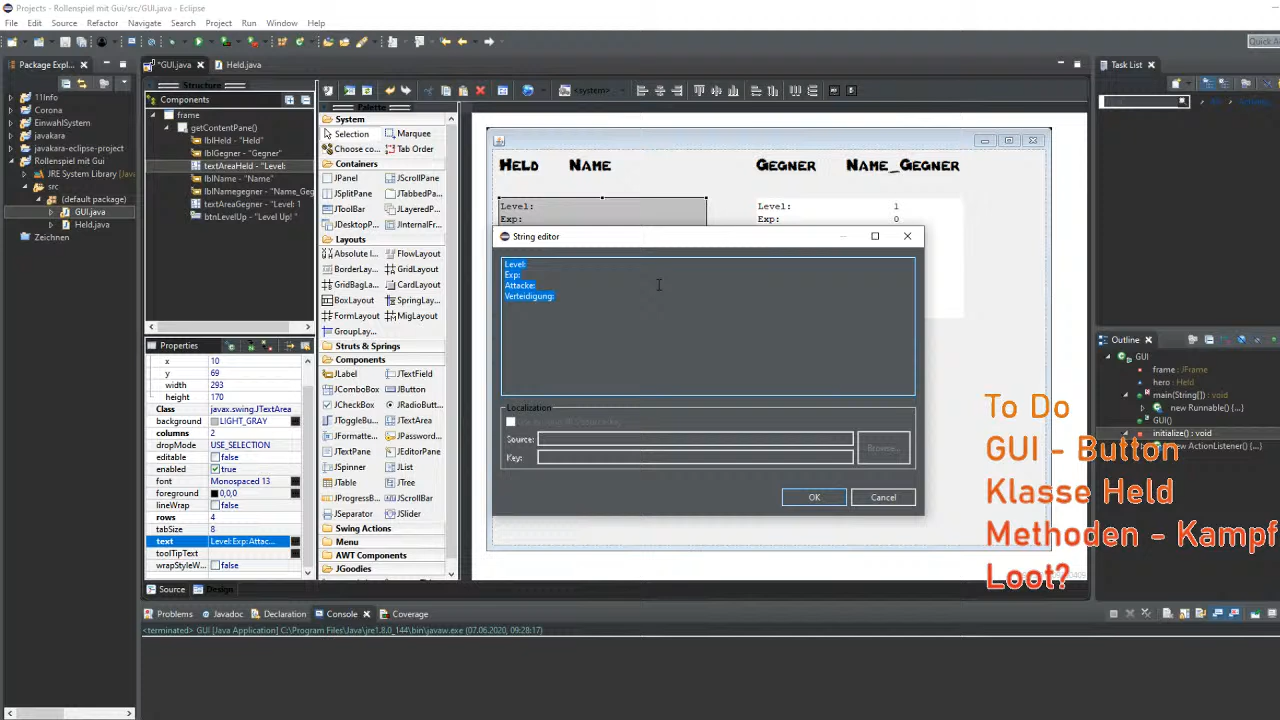 Projects - Rollenspiel mit Gui/src/GUI.java - Eclipse
File Edit Source Refactor Navigate Search Project Run Window Help
Quick A
Package Expl...
*GUI.java
Held.java
Task List
11Info
Corona
EinwahlSystem
javakara
javakara-eclipse-project
Rollenspiel mit Gui
JRE System Library [Java
src
(default package)
GUI.java
Held.java
Zeichnen
Structure
Components
frame
getContentPane()
lblHeld - "Held"
lblGegner - "Gegner"
textAreaHeld - "Level:
lblName - "Name"
lblNamegegner - "Name_Geg
textAreaGegner - "Level: 1
btnLevelUp - "Level Up! "
Properties
x 10
y 69
width 293
height 170
Class javax.swing.JTextArea
background LIGHT_GRAY
columns 2
dropMode USE_SELECTION
editable false
enabled true
font Monospaced 13
foreground 0,0,0
lineWrap false
rows 4
tabSize 8
text Level:Exp:Attac...
toolTipText
wrapStyleW... false
Source Design
Palette
System
Selection Marquee
Choose co... Tab Order
Containers
JPanel JScrollPane
JSplitPane JTabbedPa...
JToolBar JLayeredP...
JDesktopP... JInternalFr...
Layouts
Absolute l... FlowLayout
BorderLay... GridLayout
GridBagLa... CardLayout
BoxLayout SpringLay...
FormLayout MigLayout
GroupLay...
Struts & Springs
Components
JLabel JTextField
JComboBox JButton
JCheckBox JRadioButt...
JToggleBu... JTextArea
JFormatte... JPassword...
JTextPane JEditorPane
JSpinner JList
JTable JTree
JProgressB... JScrollBar
JSeparator JSlider
Swing Actions
Menu
AWT Components
JGoodies
<system>
Held Name Gegner Name_Gegner
Level:
Exp:
Level: 1
Exp: 0
String editor
Level:
Exp:
Attacke:
Verteidigung:
Localization
Source:
Key:
Browse...
OK Cancel
Outline
GUI
frame : JFrame
hero : Held
main(String[]) : void
new Runnable() {...}
GUI()
initialize() : void
new ActionListener() {...}
To Do
GUI - Button
Klasse Held
Methoden - Kampf
Loot?
Problems Javadoc Declaration Console Coverage
<terminated> GUI [Java Application] C:\Program Files\Java\jre1.8.0_144\bin\javaw.exe (07.06.2020, 09:28:17)